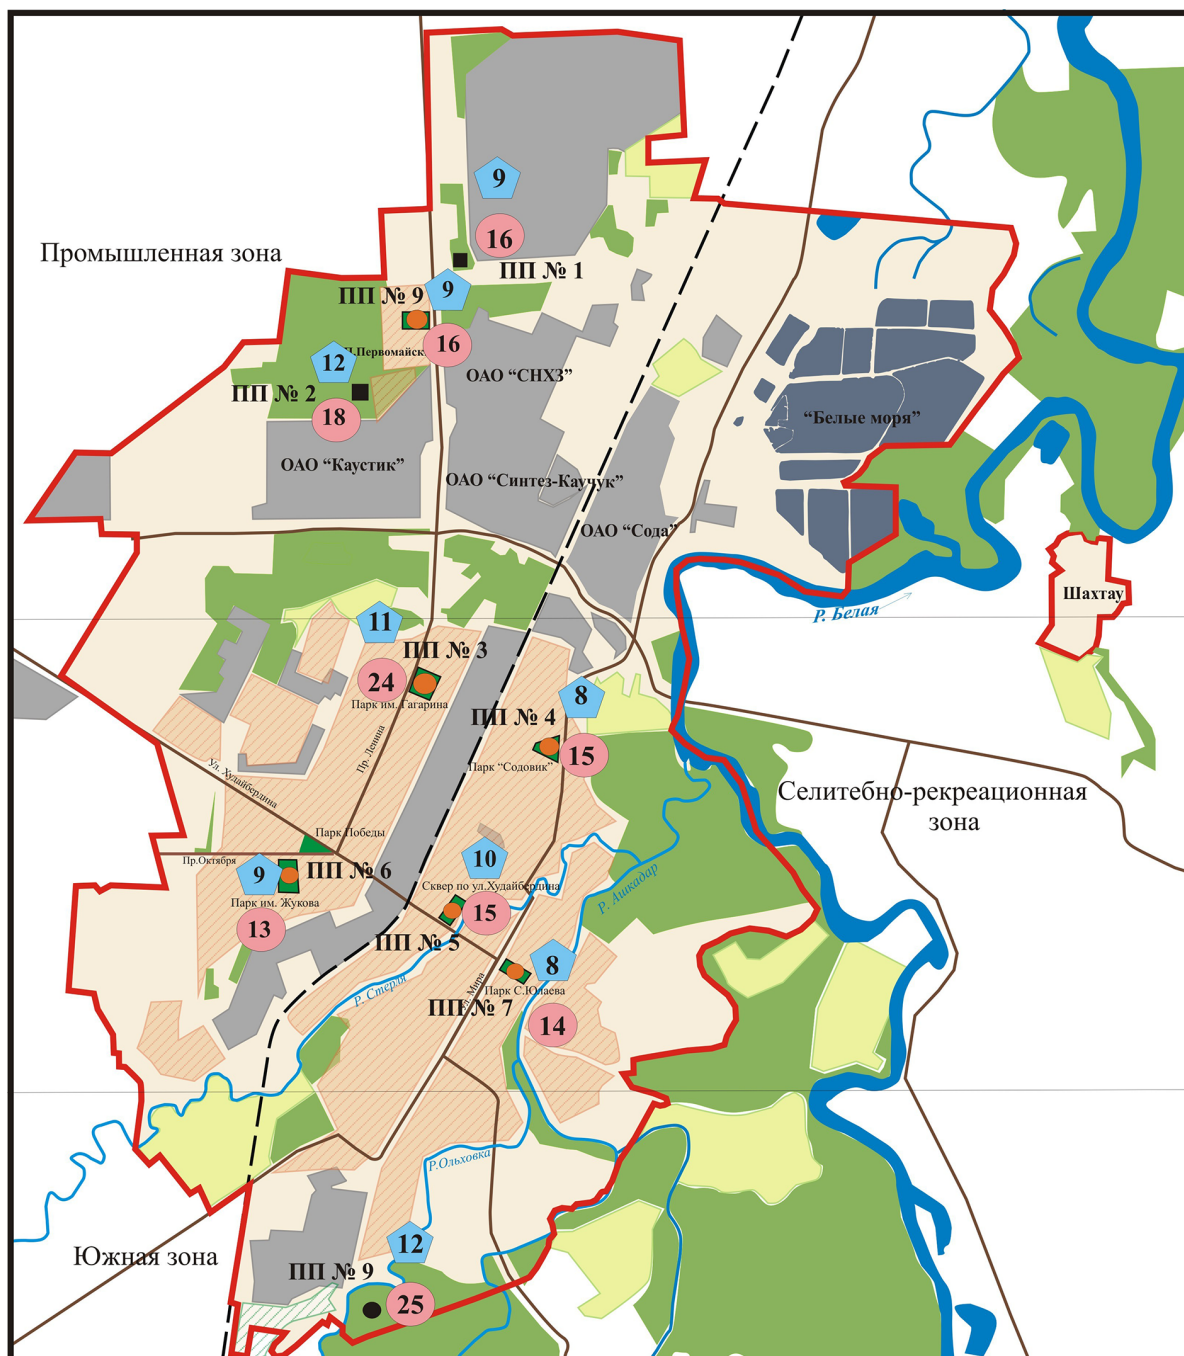 9
16
Промышленная зона
ПП № 1
ПП № 9
9
16
12
П.Первомайск
ОАО “СНХЗ”
ПП № 2
18
“Белые моря”
ОАО “Каустик”
ОАО “Синтез-Каучук”
ОАО “Сода”
Шахтау
Р. Белая
11
ПП № 3
24
Парк им. Гагарина
8
ПП № 4
Пр. Ленина
15
Парк “Содовик”
Ул. Худайбердина
Селитебно-рекреационная
зона
Парк Победы
Пр.Октября
10
9
ПП № 6
Сквер по ул.Худайбердина
Р. Ашкадар
Парк им. Жукова
15
13
ПП № 5
8
Р. Стерля
ул. Мира
Парк С.Юлаева
ПП № 7
14
Р.Ольховка
Южная зона
12
ПП № 9
25